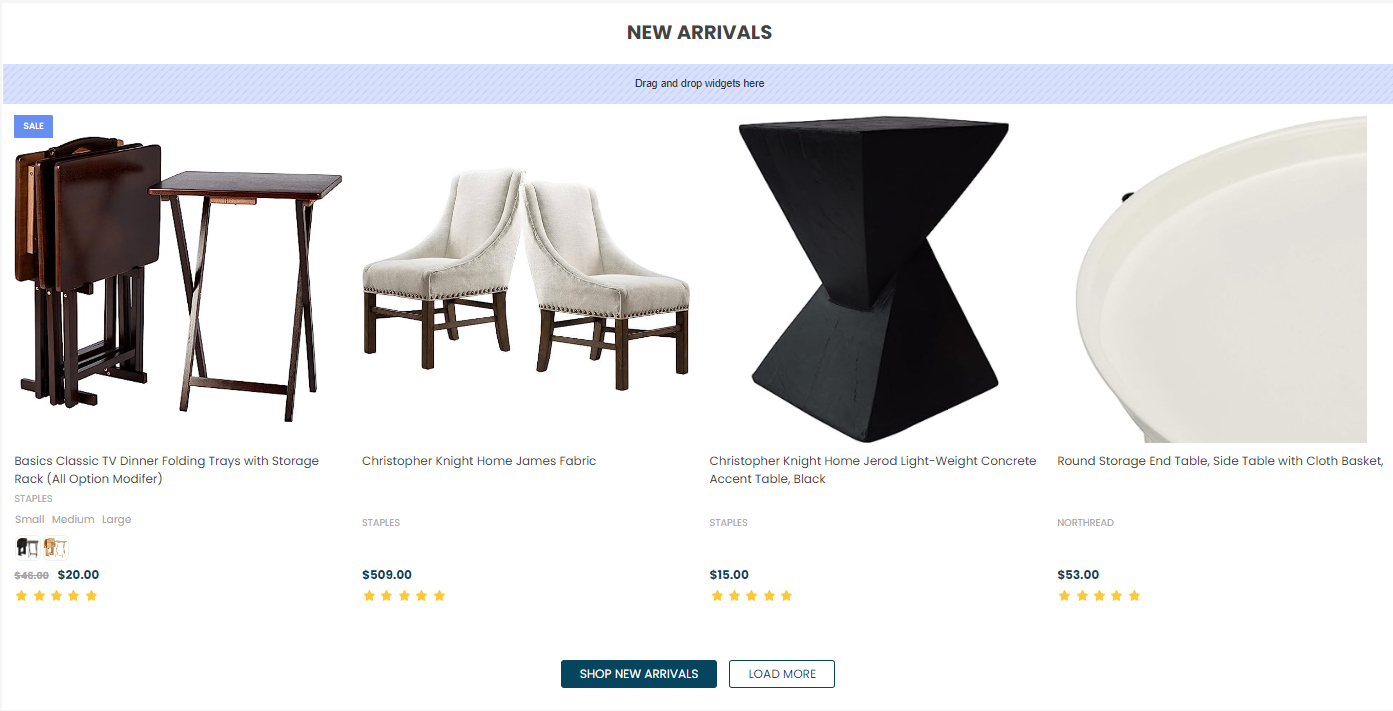 NEW ARRIVALS
Drag and drop widgets here
SALE
Basics Classic TV Dinner Folding Trays with Storage
Rack (All Option Modifer)
STAPLES
Small Medium Large
$46.00 $20.00
Christopher Knight Home James Fabric
STAPLES
$509.00
Christopher Knight Home Jerod Light-Weight Concrete
Accent Table, Black
STAPLES
$15.00
Round Storage End Table, Side Table with Cloth Basket,
NORTHREAD
$53.00
SHOP NEW ARRIVALS
LOAD MORE